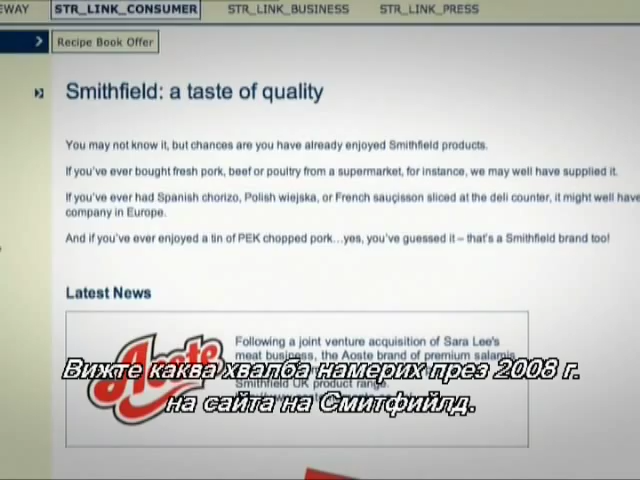 EWAY STR_LINK_CONSUMER STR_LINK_BUSINESS STR_LINK_PRESS
Recipe Book Offer
Smithfield: a taste of quality
You may not know it, but chances are you have already enjoyed Smithfield products.
If you've ever bought fresh pork, beef or poultry from a supermarket, for instance, we may well have supplied it.
If you've ever had Spanish chorizo, Polish wiejska, or French sauçisson sliced at the deli counter, it might well have
company in Europe.
And if you've ever enjoyed a tin of PEK chopped pork...yes, you've guessed it – that's a Smithfield brand too!
Latest News
Aoste
Following a joint venture acquisition of Sara Lee's
meat business, the Aoste brand of premium salamis
Smithfield UK product range.
Вижте каква хвалба намерих през 2008 г.
на сайта на Смитфийлд.